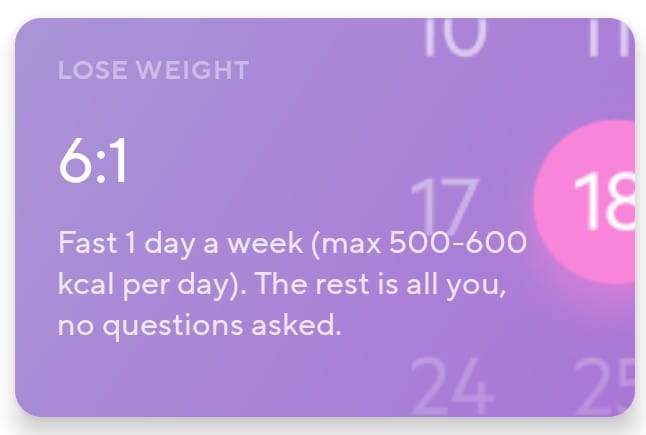 LOSE WEIGHT
6:1
Fast 1 day a week (max 500-600
kcal per day). The rest is all you,
no questions asked.
10 11
17 18
24 25